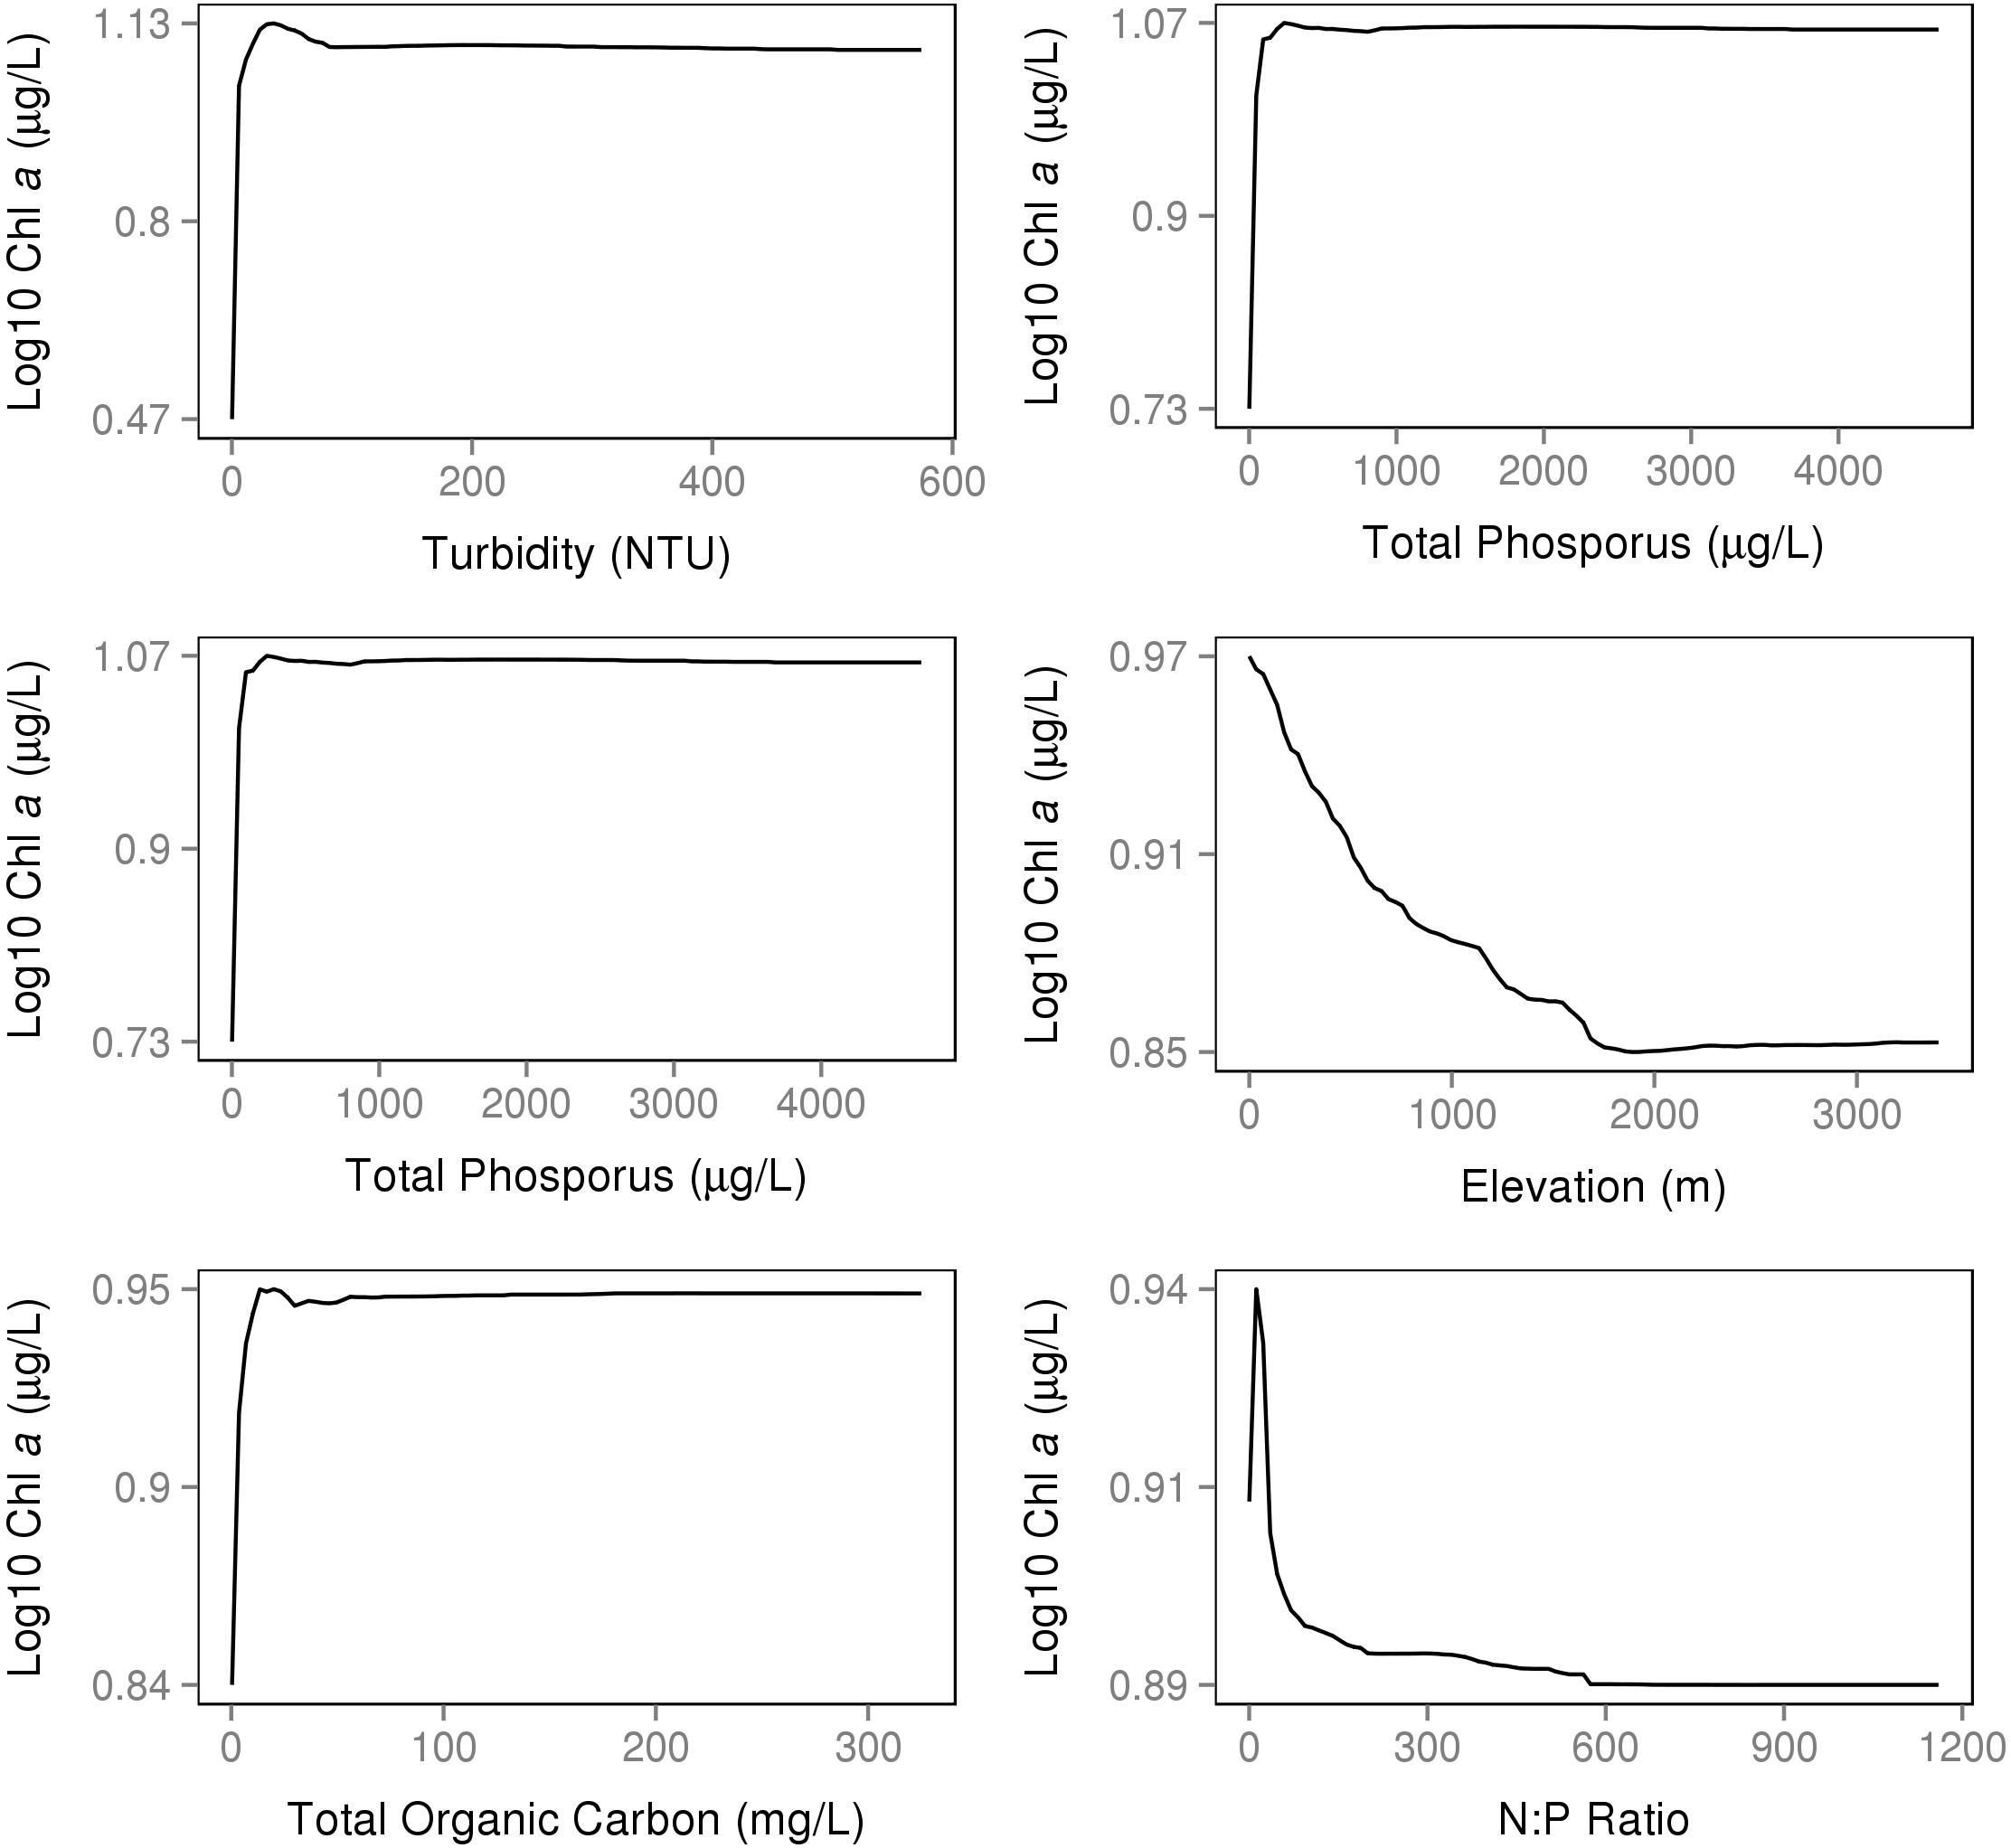 Log10 Chl a (µg/L)
1.13
0.8
0.47
0 200 400 600
Turbidity (NTU)
Log10 Chl a (µg/L)
1.07
0.9
0.73
0 1000 2000 3000 4000
Total Phosporus (µg/L)
Log10 Chl a (µg/L)
1.07
0.9
0.73
0 1000 2000 3000 4000
Total Phosporus (µg/L)
Log10 Chl a (µg/L)
0.97
0.91
0.85
0 1000 2000 3000
Elevation (m)
Log10 Chl a (µg/L)
0.95
0.9
0.84
0 100 200 300
Total Organic Carbon (mg/L)
Log10 Chl a (µg/L)
0.94
0.91
0.89
0 300 600 900 1200
N:P Ratio